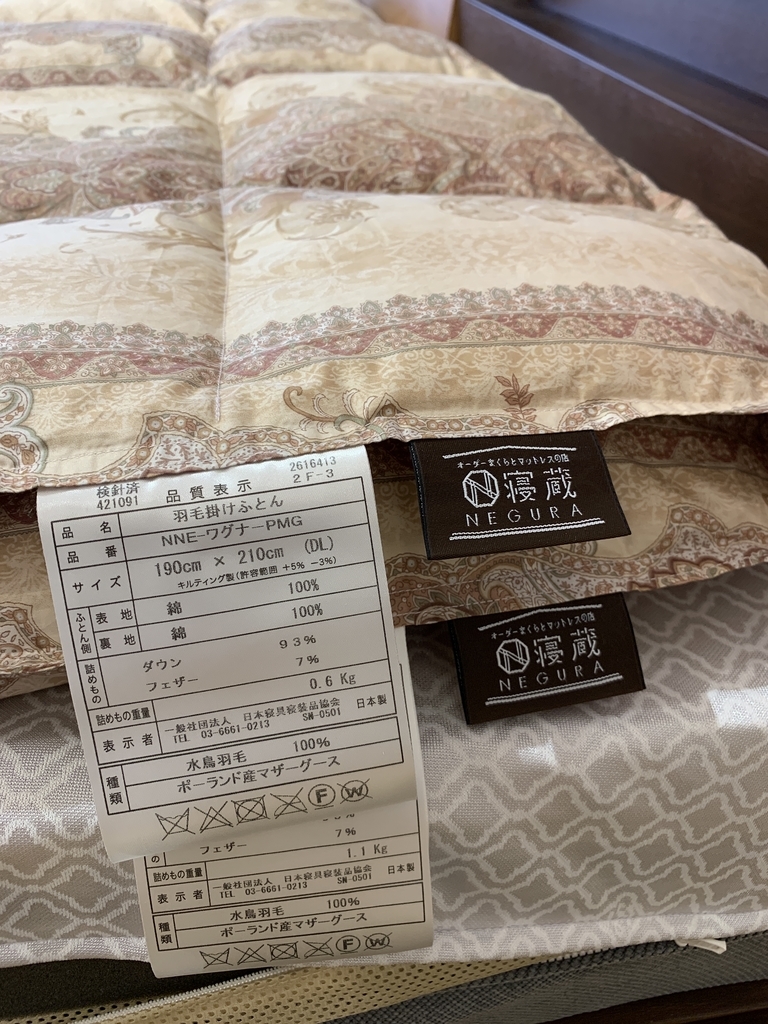 検針済
421091
品質表示
2616413
2F-3
品名 羽毛掛けふとん
品番 NNE-ワグナーPMG
サイズ 190cm × 210cm (DL)
キルティング製(許容範囲 +5% -3%)
ふとん側 表地 綿 100%
裏地 綿 100%
詰めもの ダウン 93%
フェザー 7%
詰めもの重量 0.6 Kg
表示者 一般社団法人 日本寝具寝装品協会 日本製
TEL 03-6661-0213 SN-0501
種類 水鳥羽毛 100%
ポーランド産マザーグース
F W
オーダーまくらとマットレスの店
N 寝蔵
NEGURA
オーダーまくらとマットレスの店
N 寝蔵
NEGURA
の フェザー 7%
詰めもの重量 1.1 Kg
表示者 一般社団法人 日本寝具寝装品協会 日本製
TEL 03-6661-0213 SN-0501
種類 水鳥羽毛 100%
ポーランド産マザーグース
F W